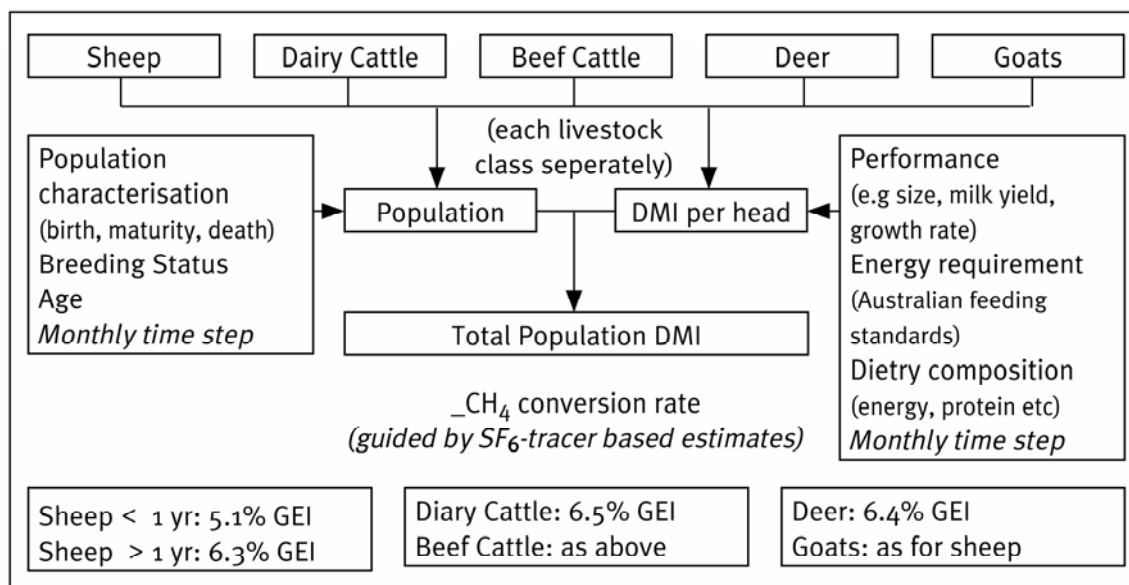 Sheep
Dairy Cattle
Beef Cattle
Deer
Goats
(each livestock
class seperately)
Population
characterisation
(birth, maturity, death)
Breeding Status
Age
Monthly time step
Population
DMI per head
Performance
(e.g size, milk yield,
growth rate)
Energy requirement
(Australian feeding
standards)
Dietry composition
(energy, protein etc)
Monthly time step
Total Population DMI
_CH₄ conversion rate
(guided by SF₆-tracer based estimates)
Sheep < 1 yr: 5.1% GEI
Sheep > 1 yr: 6.3% GEI
Diary Cattle: 6.5% GEI
Beef Cattle: as above
Deer: 6.4% GEI
Goats: as for sheep